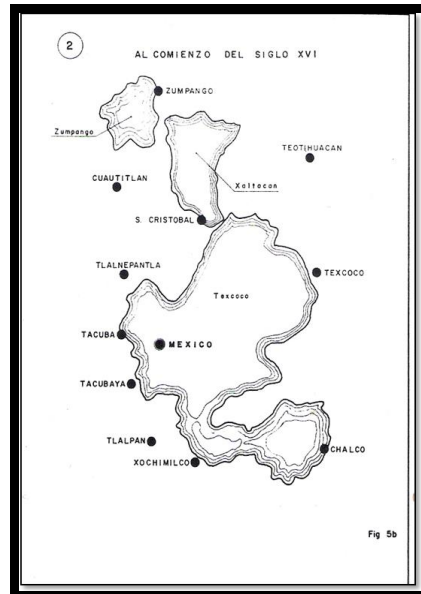 2
AL COMIENZO DEL SIGLO XVI
ZUMPANGO
Zumpango
TEOTIHUACAN
CUAUTITLAN
Xaltocan
S. CRISTOBAL
TLALNEPANTLA
TEXCOCO
Texcoco
TACUBA
MEXICO
TACUBAYA
TLALPAN
CHALCO
XOCHIMILCO
Fig 5b